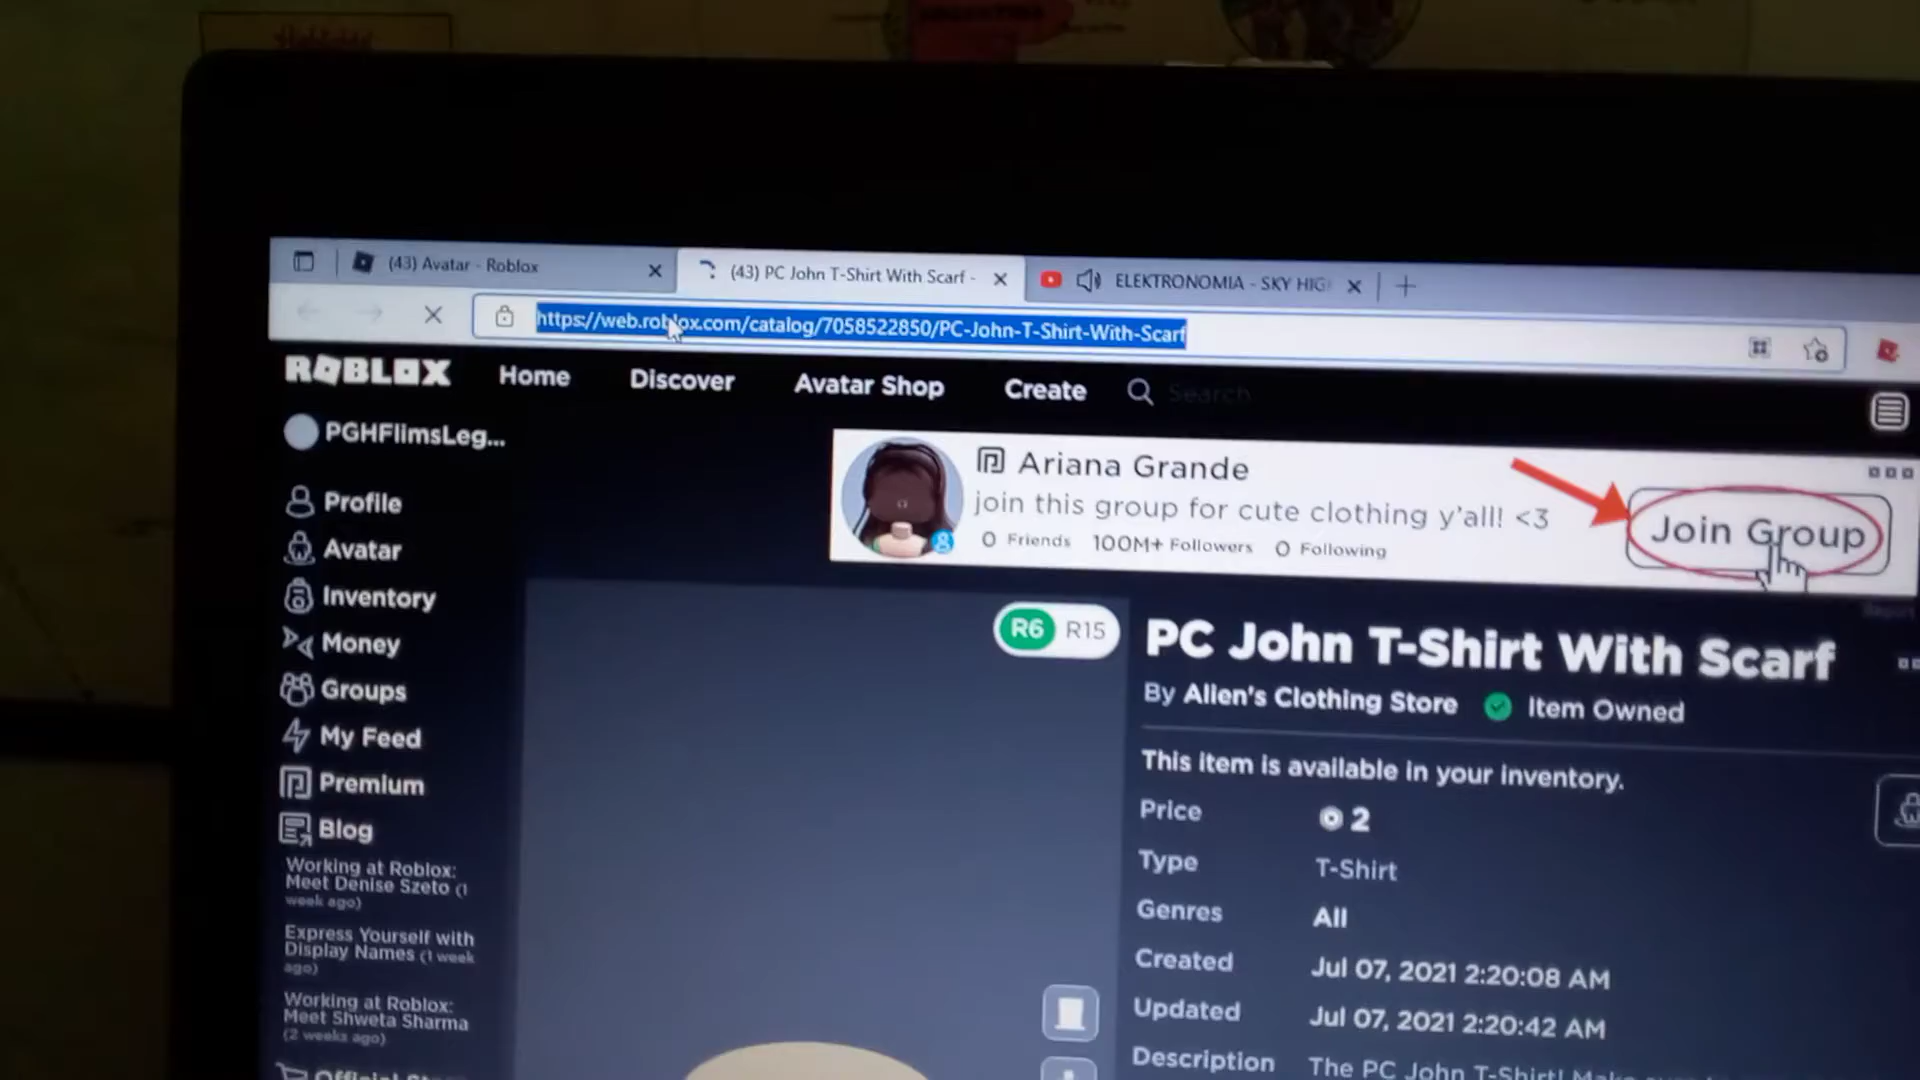 (43) Avatar - Roblox
(43) PC John T-Shirt With Scarf -
ELEKTRONOMIA - SKY HIG
https://web.roblox.com/catalog/7058522850/PC-John-T-Shirt-With-Scarf
ROBLOX
Home
Discover
Avatar Shop
Create
Search
PGHFlimsLeg...
Profile
Avatar
Inventory
Money
Groups
My Feed
Premium
Blog
Working at Roblox:
Meet Denise Szeto (1
week ago)
Express Yourself with
Display Names (1 week
ago)
Working at Roblox:
Meet Shweta Sharma
(2 weeks ago)
Ariana Grande
join this group for cute clothing y'all! <3
0 Friends 100M+ Followers 0 Following
Join Group
Report
R6 R15
PC John T-Shirt With Scarf
By Alien's Clothing Store Item Owned
This item is available in your inventory.
Price 2
Type T-Shirt
Genres All
Created Jul 07, 2021 2:20:08 AM
Updated Jul 07, 2021 2:20:42 AM
Description The PC John T-Shirt! Make